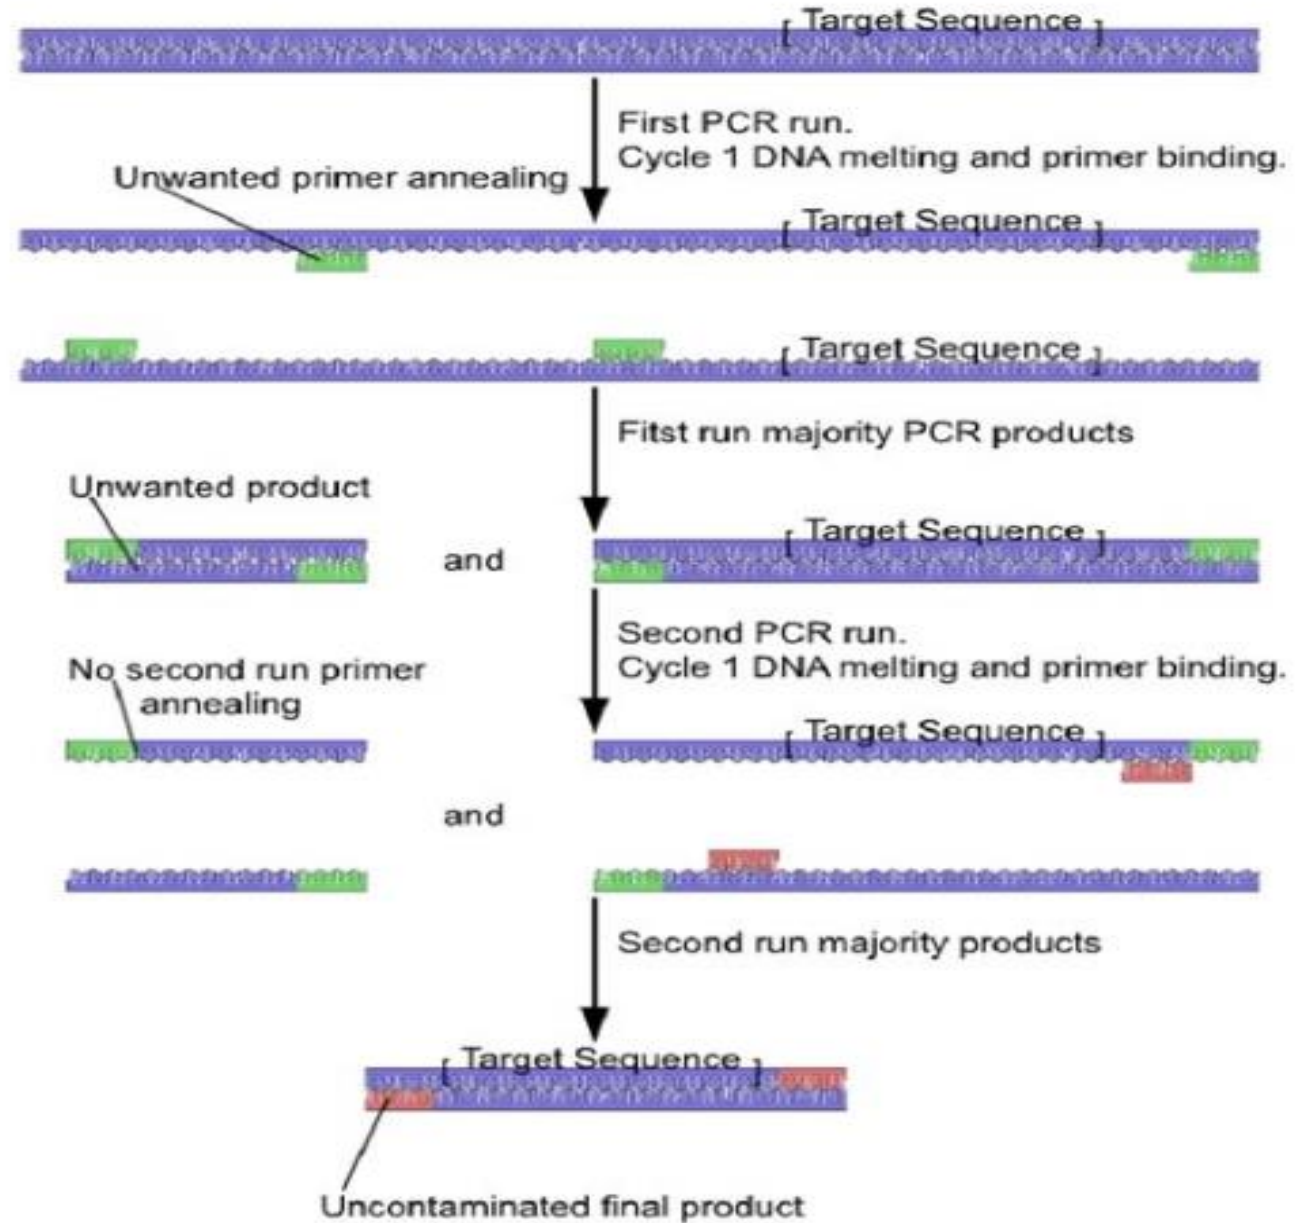 [ Target Sequence ]
First PCR run.
Cycle 1 DNA melting and primer binding.
Unwanted primer annealing
[ Target Sequence ]
[ Target Sequence ]
Fitst run majority PCR products
Unwanted product
[ Target Sequence ]
and
Second PCR run.
Cycle 1 DNA melting and primer binding.
No second run primer
annealing
[ Target Sequence ]
and
Second run majority products
[ Target Sequence ]
Uncontaminated final product